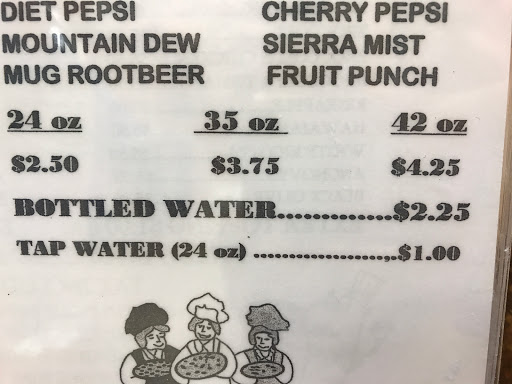 DIET PEPSI CHERRY PEPSI
MOUNTAIN DEW SIERRA MIST
MUG ROOTBEER FRUIT PUNCH
24 oz 35 oz 42 oz
$2.50 $3.75 $4.25
BOTTLED WATER..............$2.25
TAP WATER (24 oz) ....................$1.00